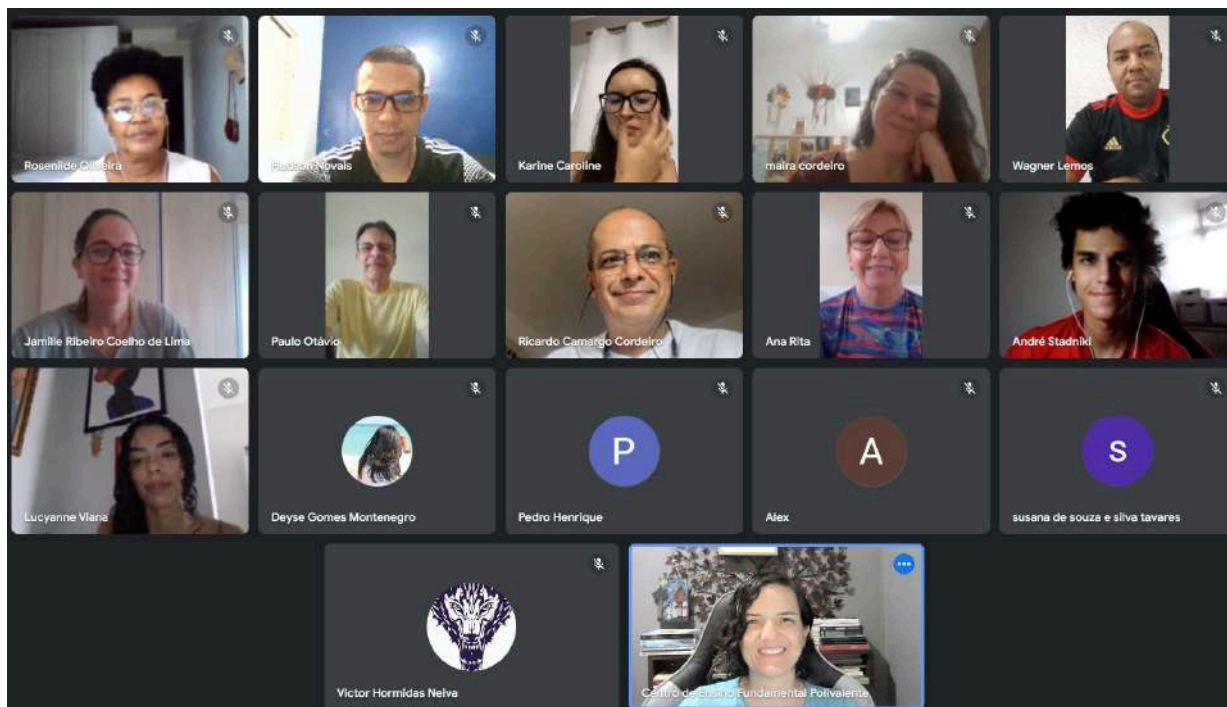 Rosenilde Oliveira
Hudson Novais
Karine Caroline
maira cordeiro
Wagner Lemos
Jamille Ribeiro Coelho de Lima
Paulo Otávio
Ricardo Camargo Cordeiro
Ana Rita
André Stadniki
Lucyanne Viana
Deyse Gomes Montenegro
P
Pedro Henrique
A
Alex
S
susana de souza e silva tavares
Victor Hormidas Neiva
Centro de Ensino Fundamental Polivalente